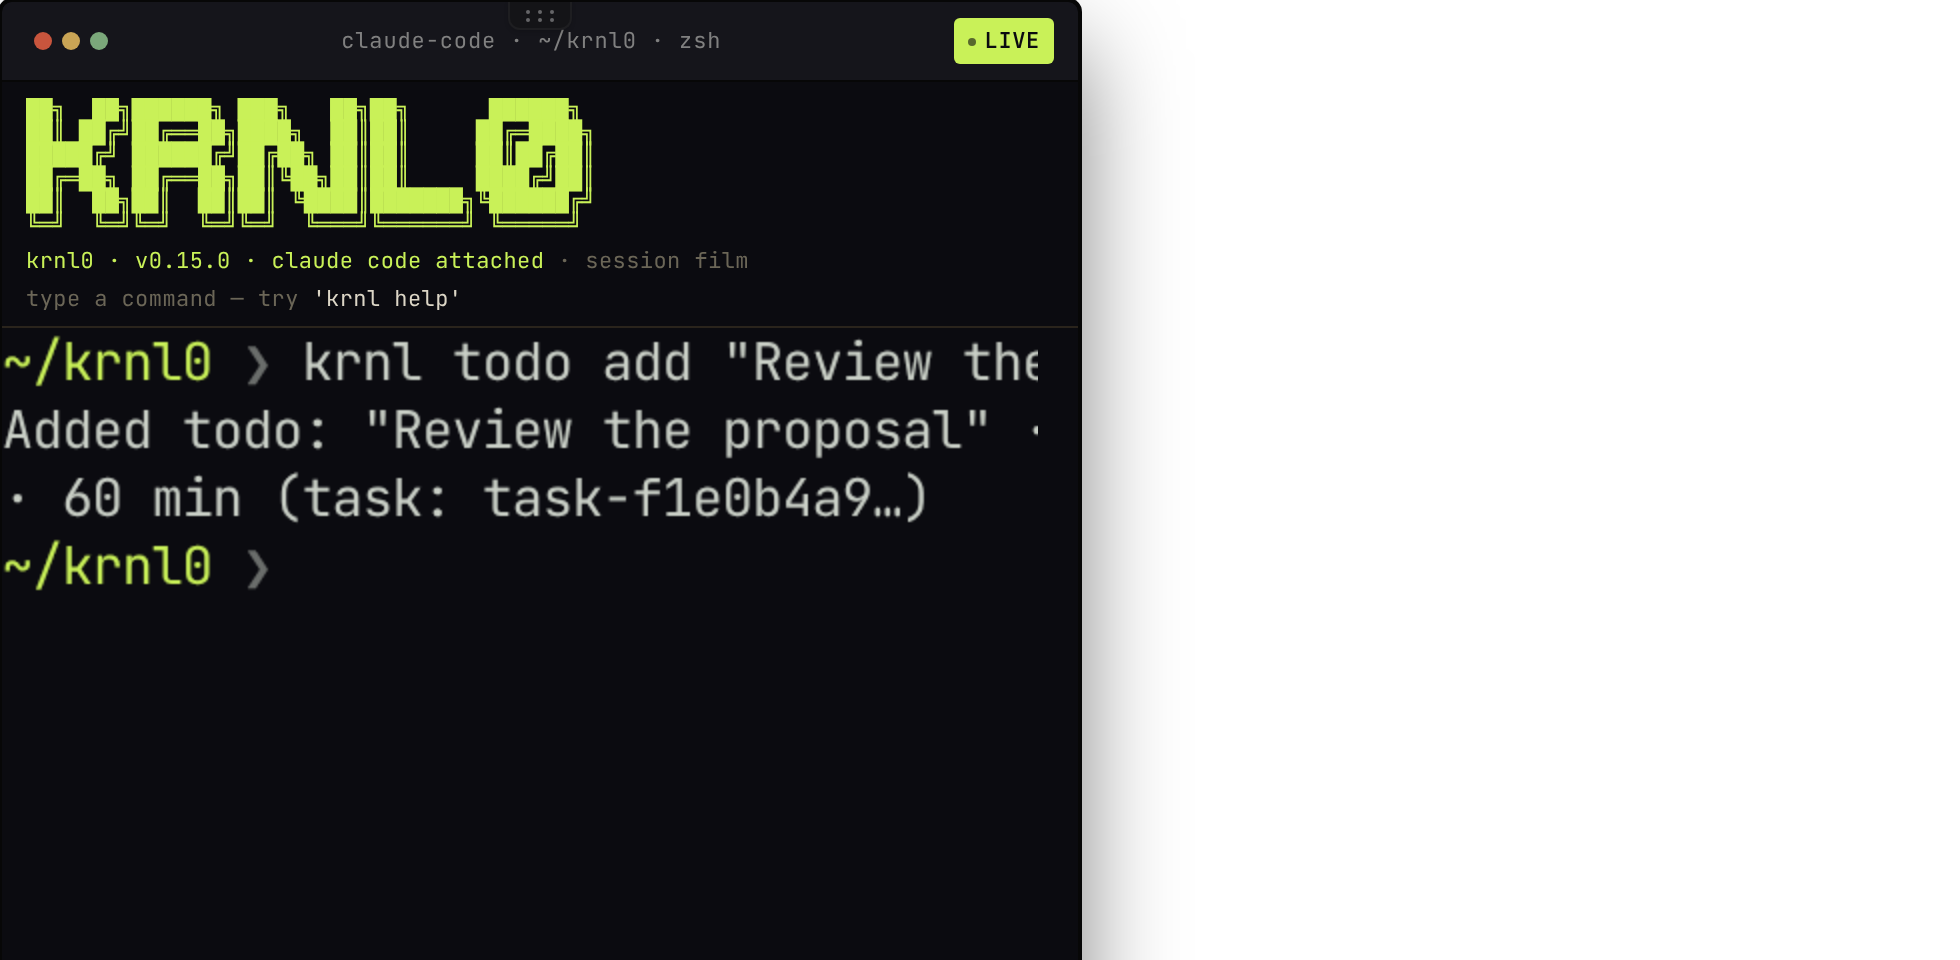 claude-code · ~/krnl0 · zsh
LIVE
KRNL_0
krnl0 · v0.15.0 · claude code attached · session film
type a command — try 'krnl help'
~/krnl0 ❯ krnl todo add "Review the
Added todo: "Review the proposal" ·
· 60 min (task: task-f1e0b4a9…)
~/krnl0 ❯